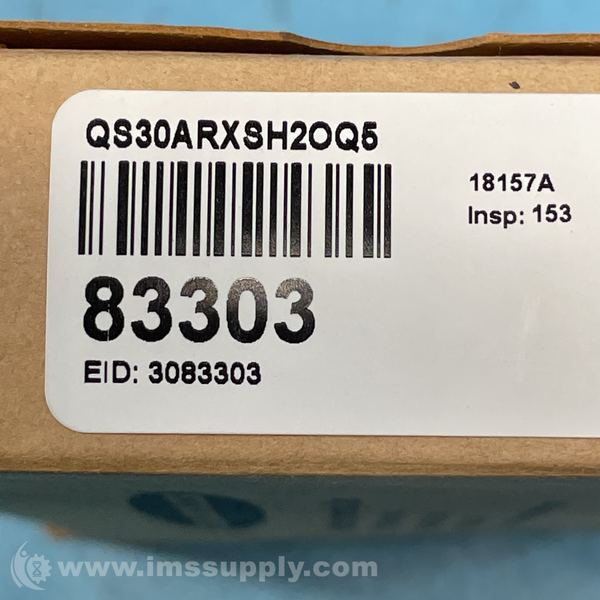 QS30ARXSH2OQ5
18157A
Insp: 153
83303
EID: 3083303
www.imssupply.com